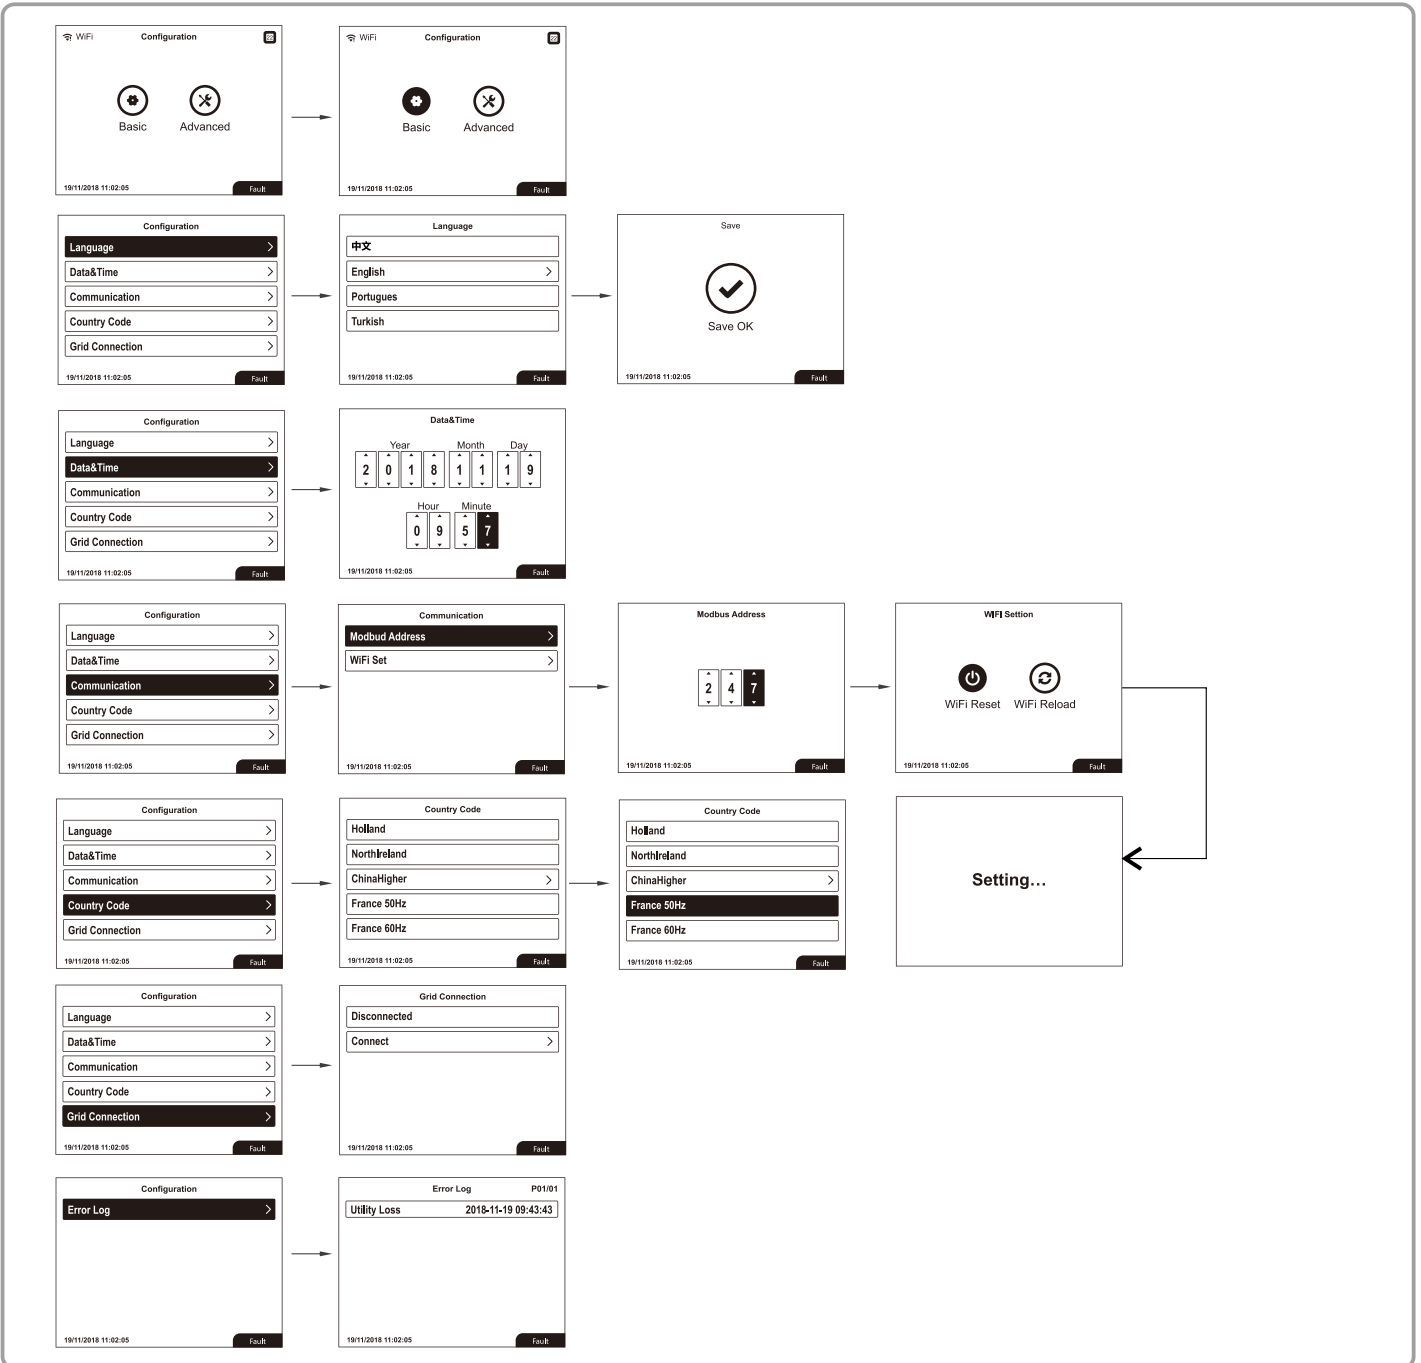 WiFi Configuration
Basic Advanced
19/11/2018 11:02:05 Fault
WiFi Configuration
Basic Advanced
19/11/2018 11:02:05 Fault
Configuration
Language
Data&Time
Communication
Country Code
Grid Connection
19/11/2018 11:02:05 Fault
Language
中文
English
Portugues
Turkish
19/11/2018 11:02:05 Fault
Save
Save OK
19/11/2018 11:02:05 Fault
Configuration
Language
Data&Time
Communication
Country Code
Grid Connection
19/11/2018 11:02:05 Fault
Data&Time
Year Month Day
2 0 1 8 1 1 1 9
Hour Minute
0 9 5 7
19/11/2018 11:02:05 Fault
Configuration
Language
Data&Time
Communication
Country Code
Grid Connection
19/11/2018 11:02:05 Fault
Communication
Modbud Address
WiFi Set
19/11/2018 11:02:05 Fault
Modbus Address
2 4 7
19/11/2018 11:02:05 Fault
WIFI Settion
WiFi Reset WiFi Reload
19/11/2018 11:02:05 Fault
Configuration
Language
Data&Time
Communication
Country Code
Grid Connection
19/11/2018 11:02:05 Fault
Country Code
Holland
NorthIreland
ChinaHigher
France 50Hz
France 60Hz
19/11/2018 11:02:05 Fault
Country Code
Holland
NorthIreland
ChinaHigher
France 50Hz
France 60Hz
19/11/2018 11:02:05 Fault
Setting...
Configuration
Language
Data&Time
Communication
Country Code
Grid Connection
19/11/2018 11:02:05 Fault
Grid Connection
Disconnected
Connect
19/11/2018 11:02:05 Fault
Configuration
Error Log
19/11/2018 11:02:05 Fault
Error Log P01/01
Utility Loss 2018-11-19 09:43:43
19/11/2018 11:02:05 Fault